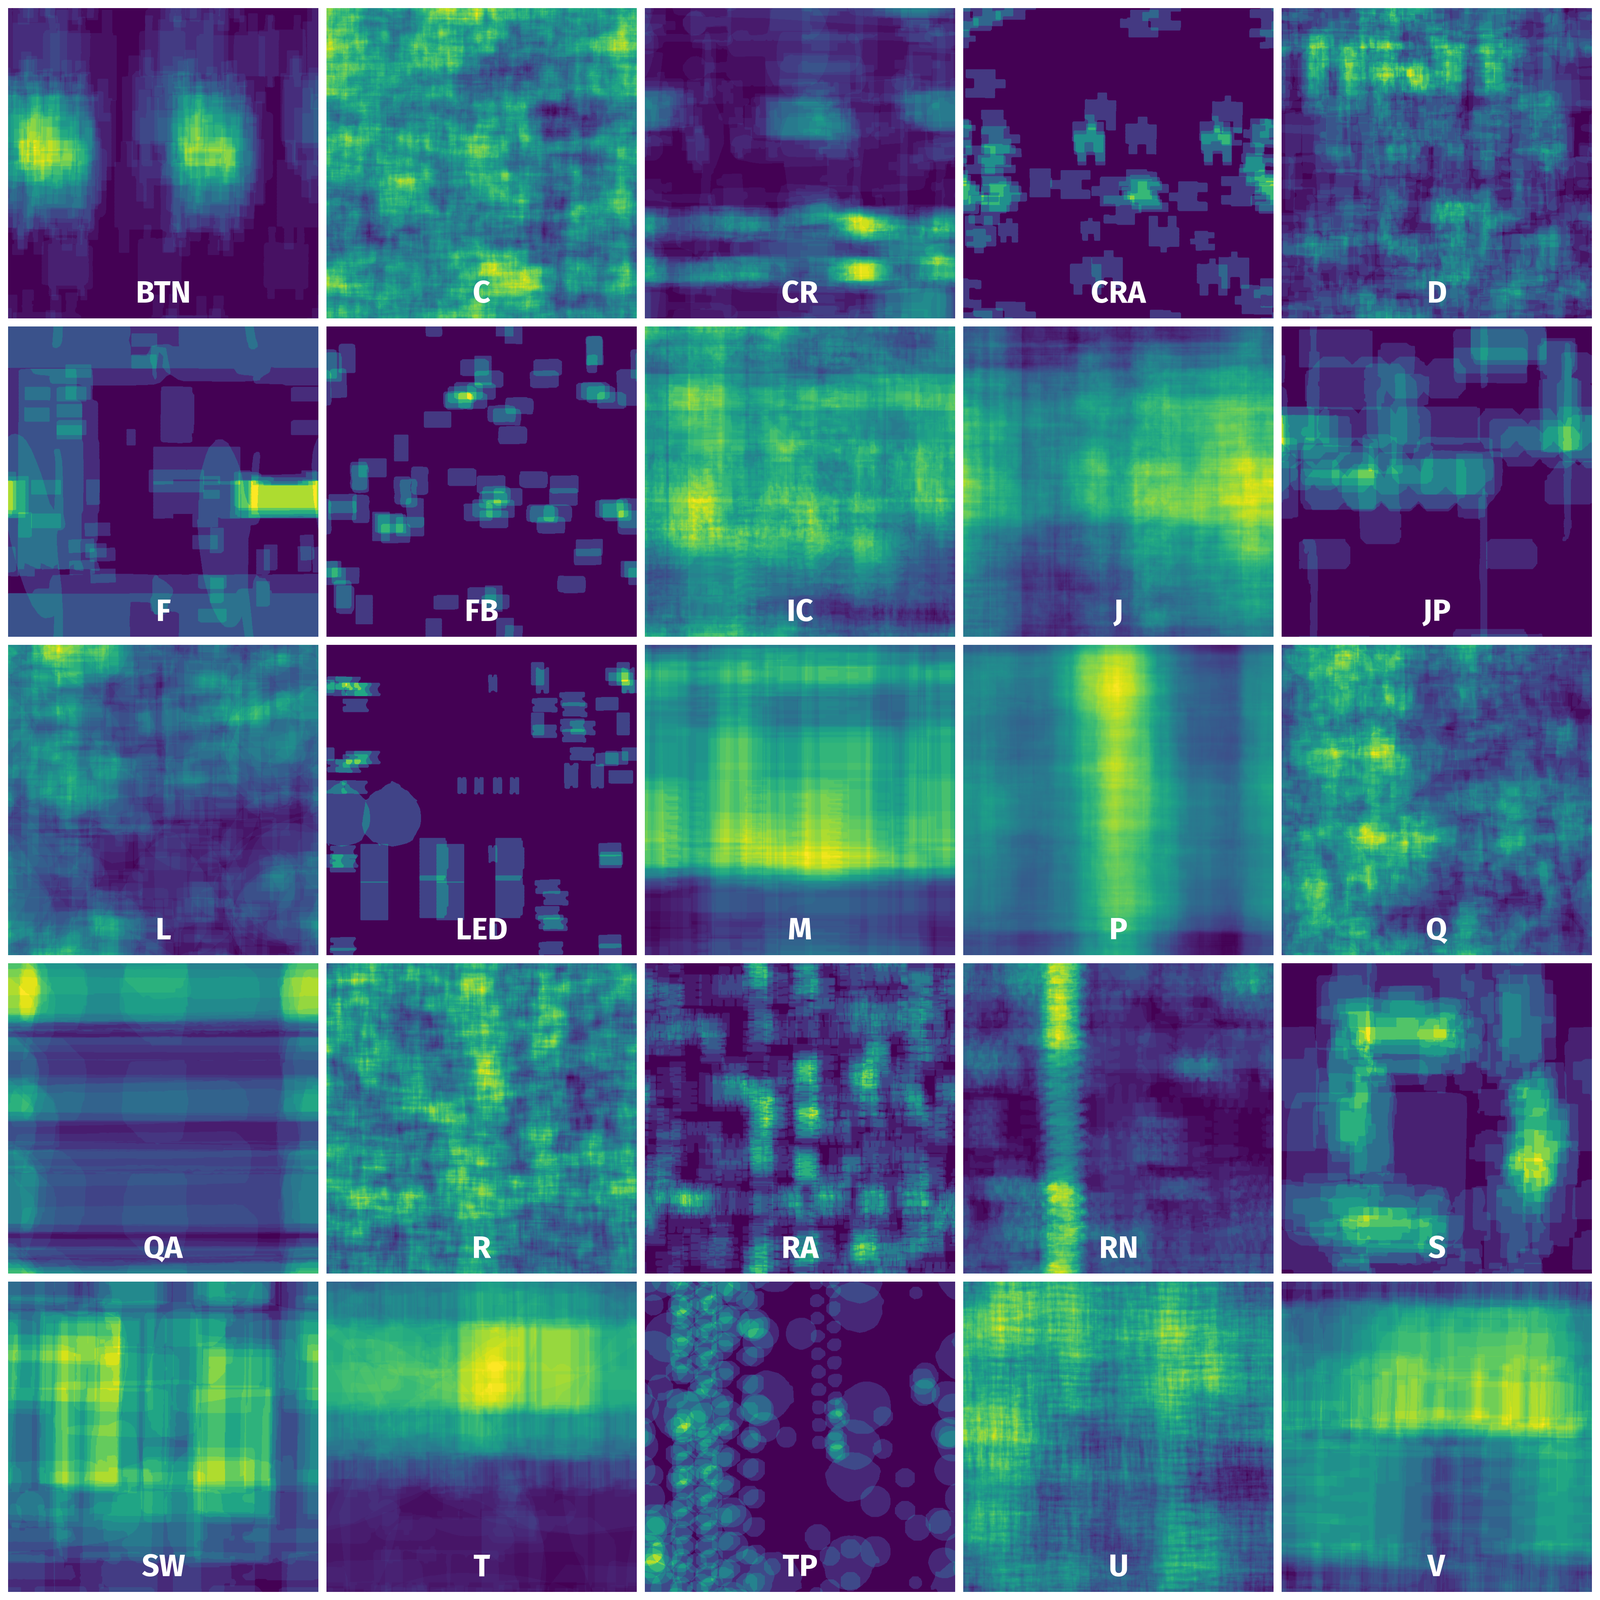 BTN C CR CRA D
F FB IC J JP
L LED M P Q
QA R RA RN S
SW T TP U V